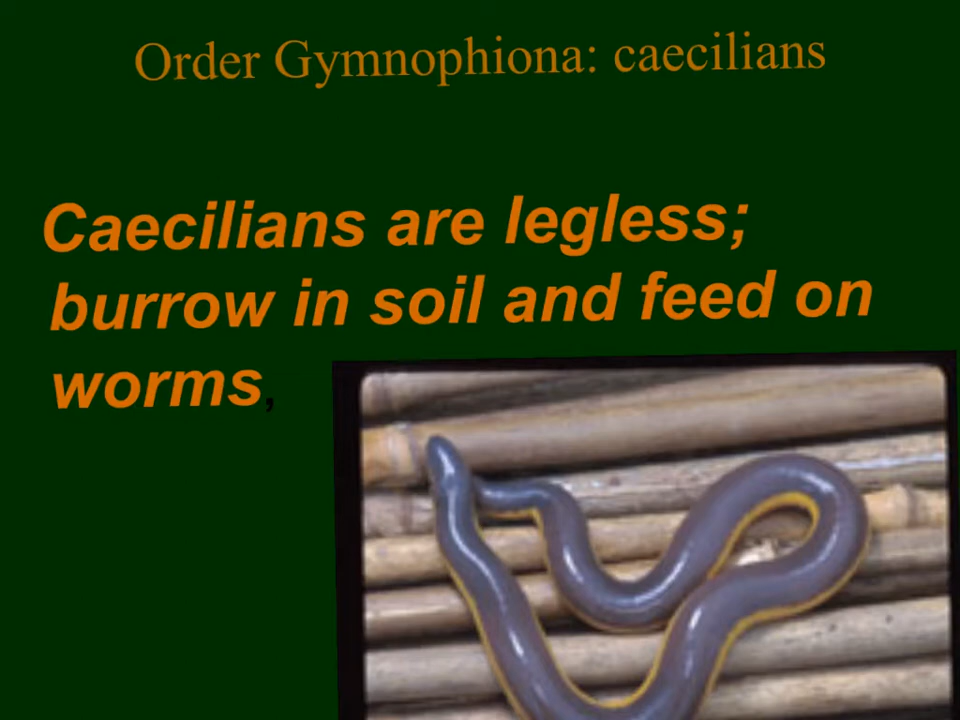 Order Gymnophiona: caecilians
Caecilians are legless;
burrow in soil and feed on
worms,